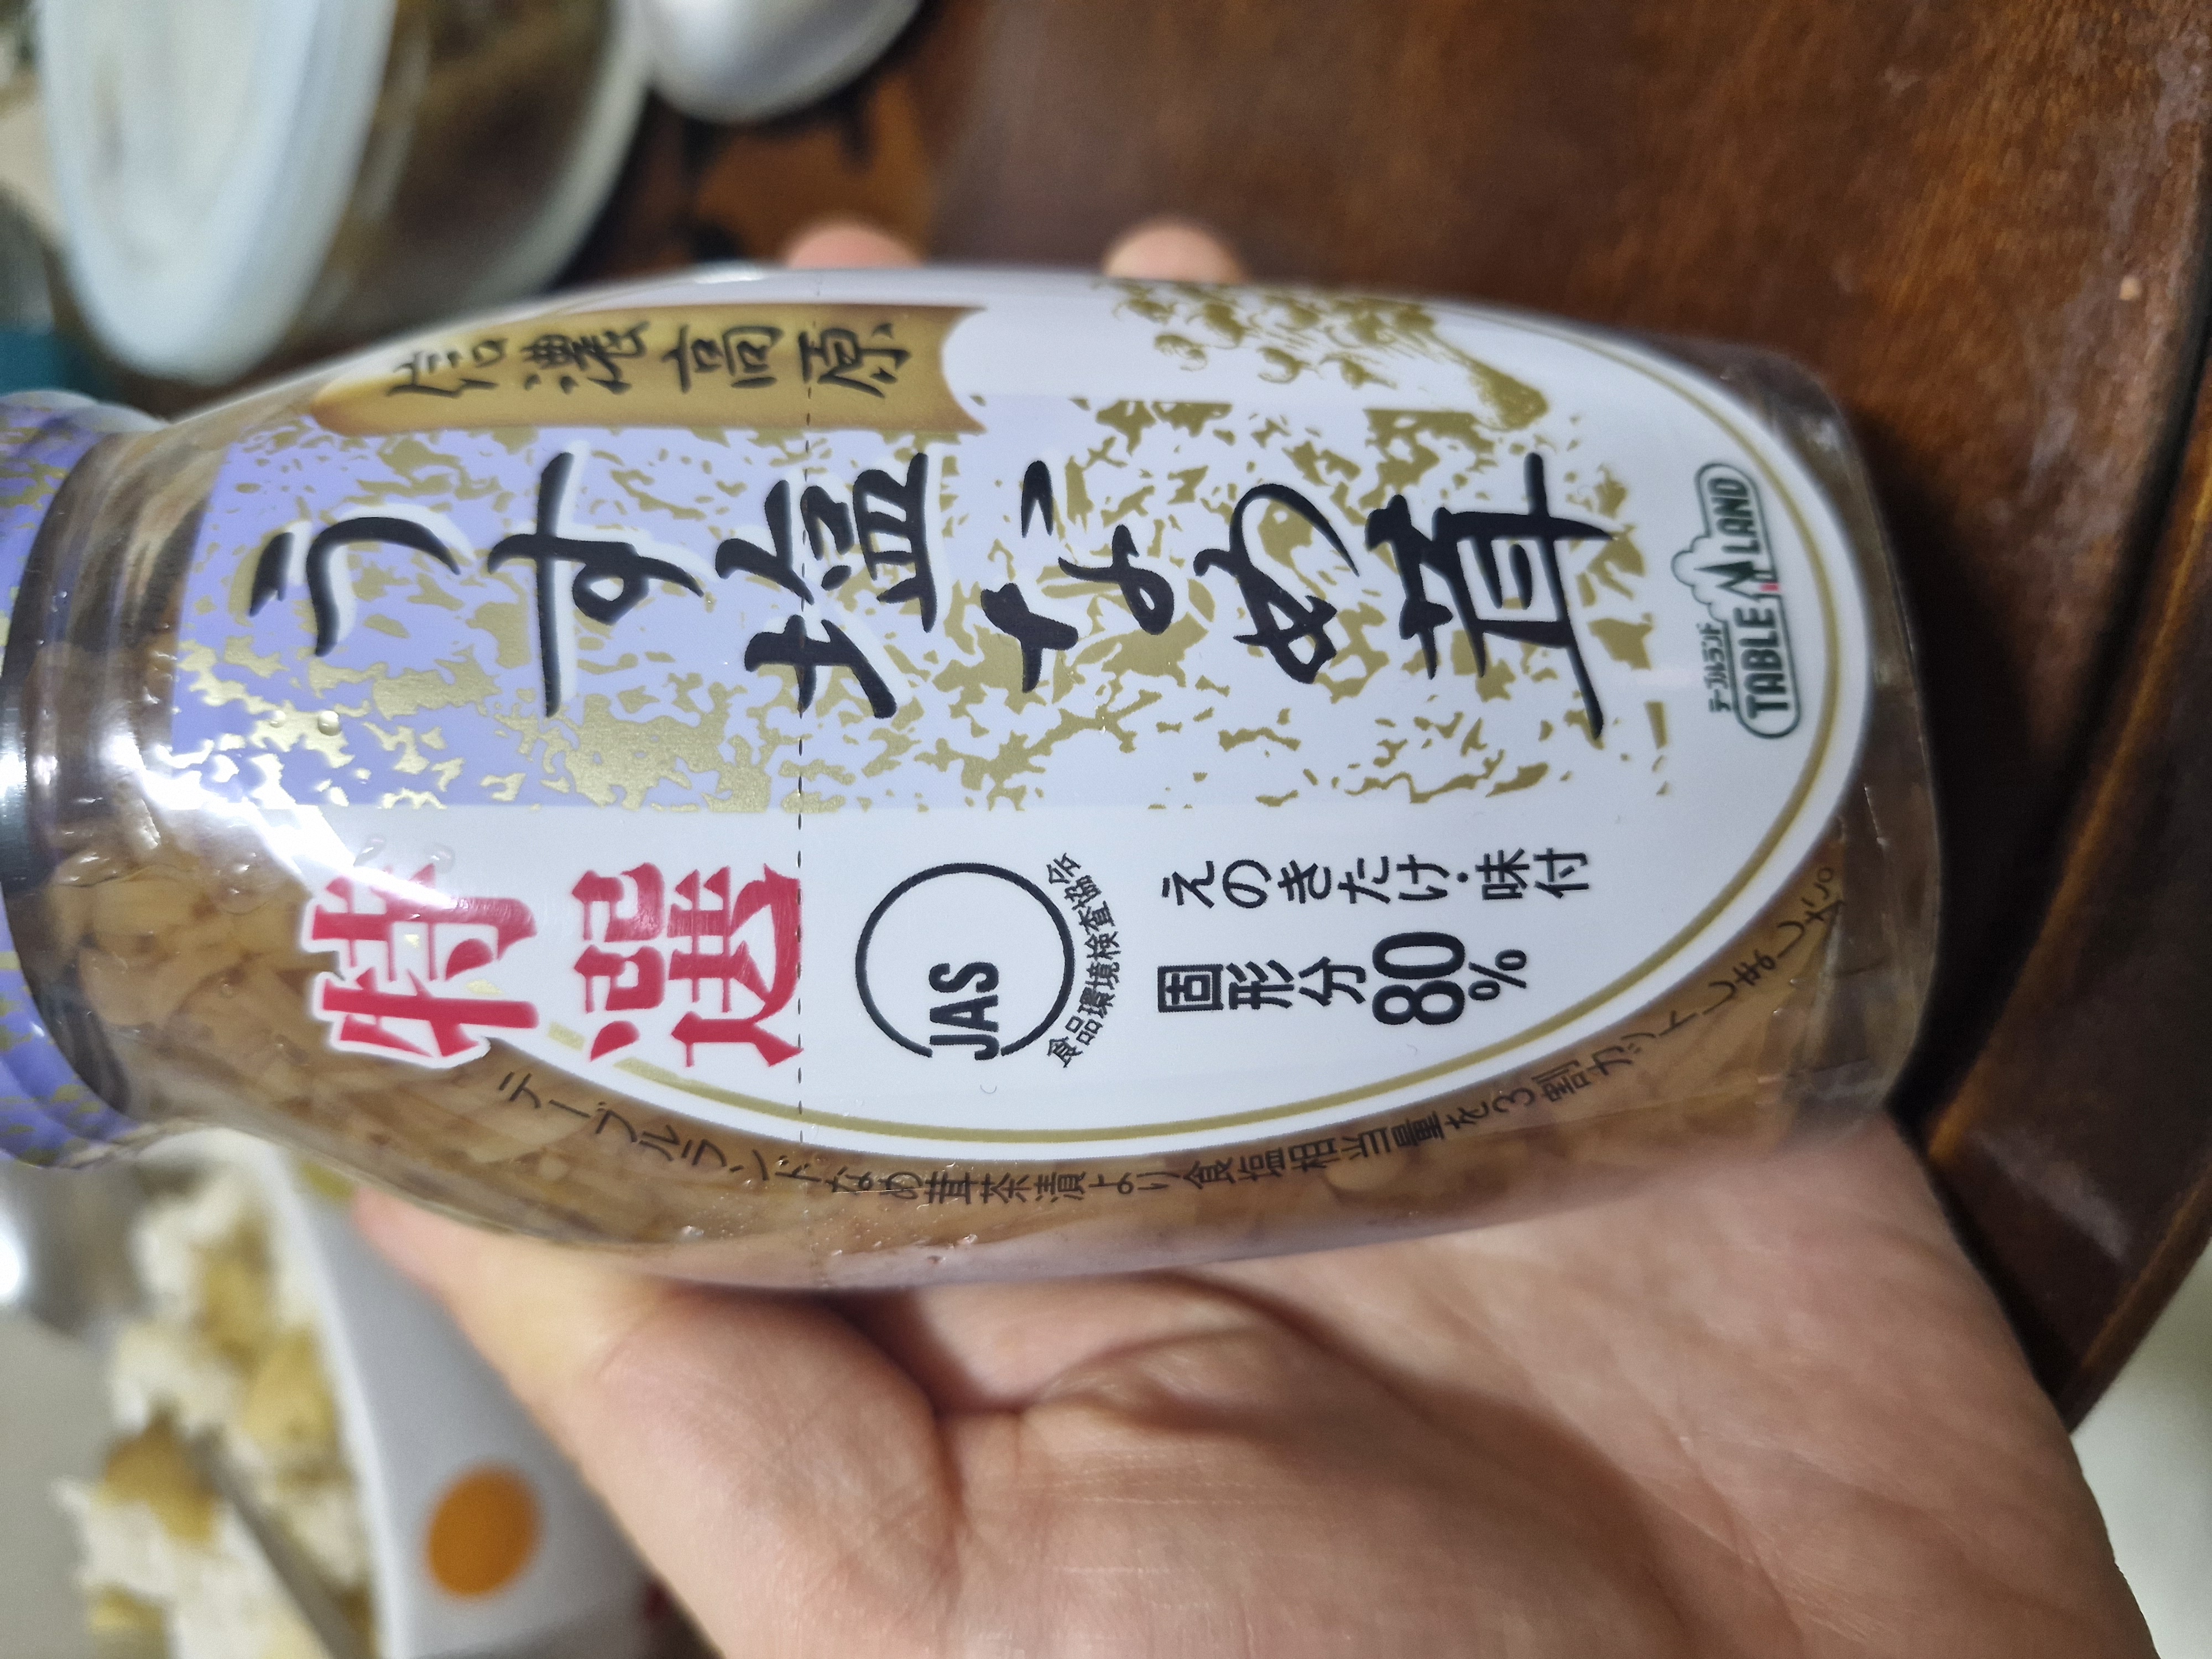 信濃高原
うす塩なめ茸
特選
JAS
食品環境検査協会
えのきたけ・味付
固形分80%
テーブルランド
TABLE LAND
テーブルランドなめ茸茶漬より食塩相当量を3割カットしました。